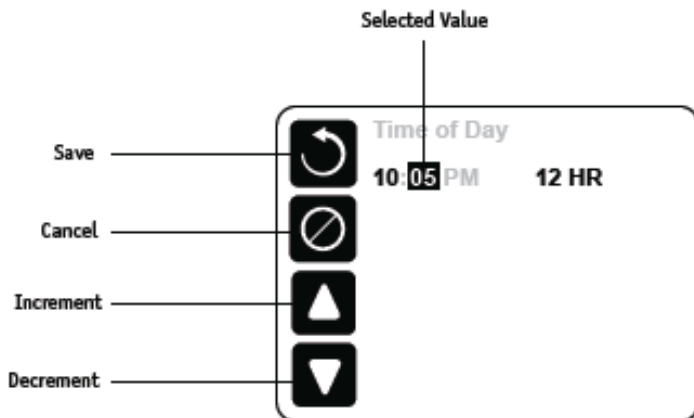 Selected Value
Time of Day
Save
10:05 PM 12 HR
Cancel
Increment
Decrement